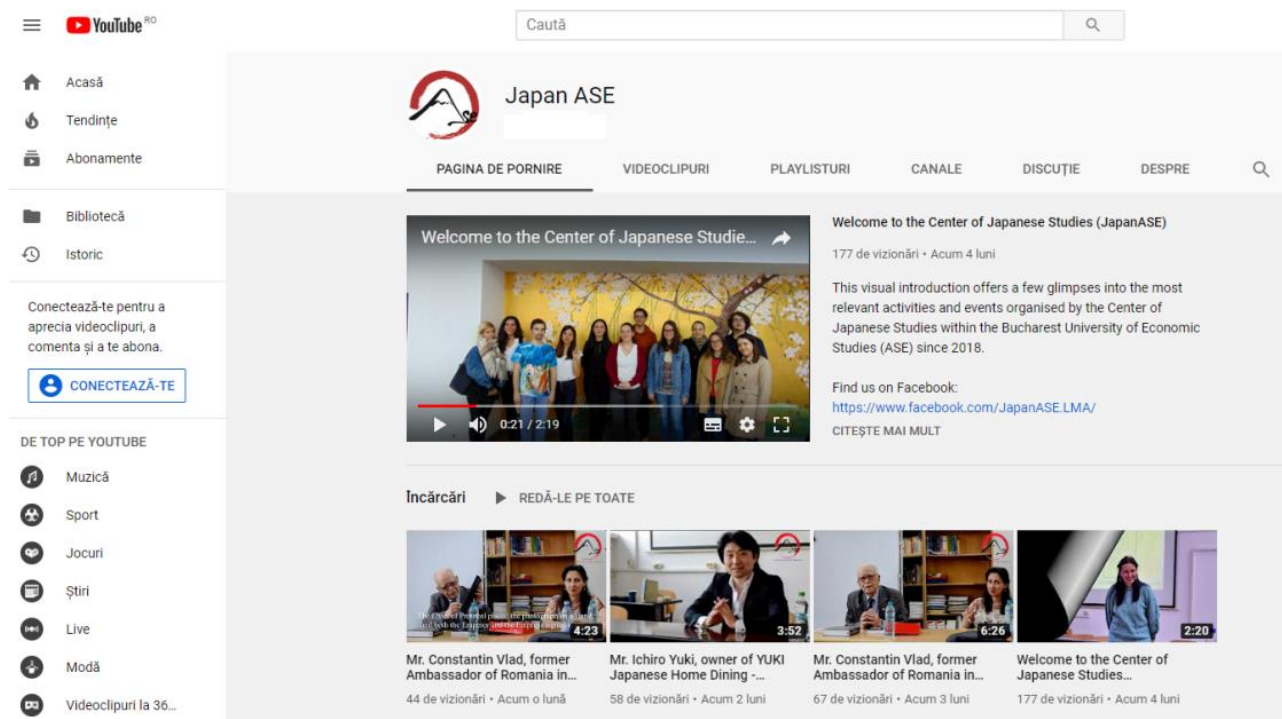 YouTube RO
Caută
Acasă
Tendințe
Abonamente
Bibliotecă
Istoric
Conectează-te pentru a
aprecia videoclipuri, a
comenta și a te abona.
CONECTEAZĂ-TE
DE TOP PE YOUTUBE
Muzică
Sport
Jocuri
Știri
Live
Modă
Videoclipuri la 36...
Japan ASE
PAGINA DE PORNIRE VIDEOCLIPURI PLAYLISTURI CANALE DISCUȚIE DESPRE
Welcome to the Center of Japanese Studie...
0:21 / 2:19
Welcome to the Center of Japanese Studies (JapanASE)
177 de vizionări • Acum 4 luni
This visual introduction offers a few glimpses into the most
relevant activities and events organised by the Center of
Japanese Studies within the Bucharest University of Economic
Studies (ASE) since 2018.
Find us on Facebook:
https://www.facebook.com/JapanASE.LMA/
CITEȘTE MAI MULT
Încărcări REDĂ-LE PE TOATE
4:23
Mr. Constantin Vlad, former
Ambassador of Romania in...
44 de vizionări • Acum o lună
3:52
Mr. Ichiro Yuki, owner of YUKI
Japanese Home Dining -...
58 de vizionări • Acum 2 luni
6:26
Mr. Constantin Vlad, former
Ambassador of Romania in...
67 de vizionări • Acum 3 luni
2:20
Welcome to the Center of
Japanese Studies...
177 de vizionări • Acum 4 luni